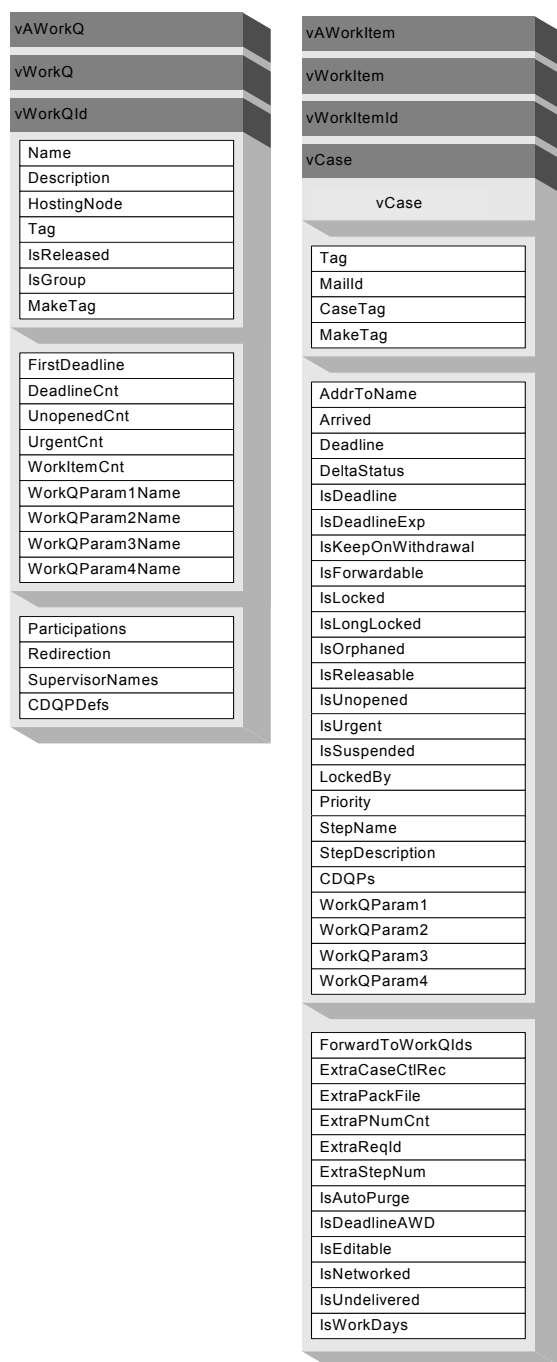 vAWorkQ
vWorkQ
vWorkQId
Name
Description
HostingNode
Tag
IsReleased
IsGroup
MakeTag
FirstDeadline
DeadlineCnt
UnopenedCnt
UrgentCnt
WorkItemCnt
WorkQParam1Name
WorkQParam2Name
WorkQParam3Name
WorkQParam4Name
Participations
Redirection
SupervisorNames
CDQPDefs
vAWorkItem
vWorkItem
vWorkItemId
vCase
vCase
Tag
MailId
CaseTag
MakeTag
AddrToName
Arrived
Deadline
DeltaStatus
IsDeadline
IsDeadlineExp
IsKeepOnWithdrawal
IsForwardable
IsLocked
IsLongLocked
IsOrphaned
IsReleasable
IsUnopened
IsUrgent
IsSuspended
LockedBy
Priority
StepName
StepDescription
CDQPs
WorkQParam1
WorkQParam2
WorkQParam3
WorkQParam4
ForwardToWorkQIds
ExtraCaseCtlRec
ExtraPackFile
ExtraPNumCnt
ExtraReqId
ExtraStepNum
IsAutoPurge
IsDeadlineAWD
IsEditable
IsNetworked
IsUndelivered
IsWorkDays